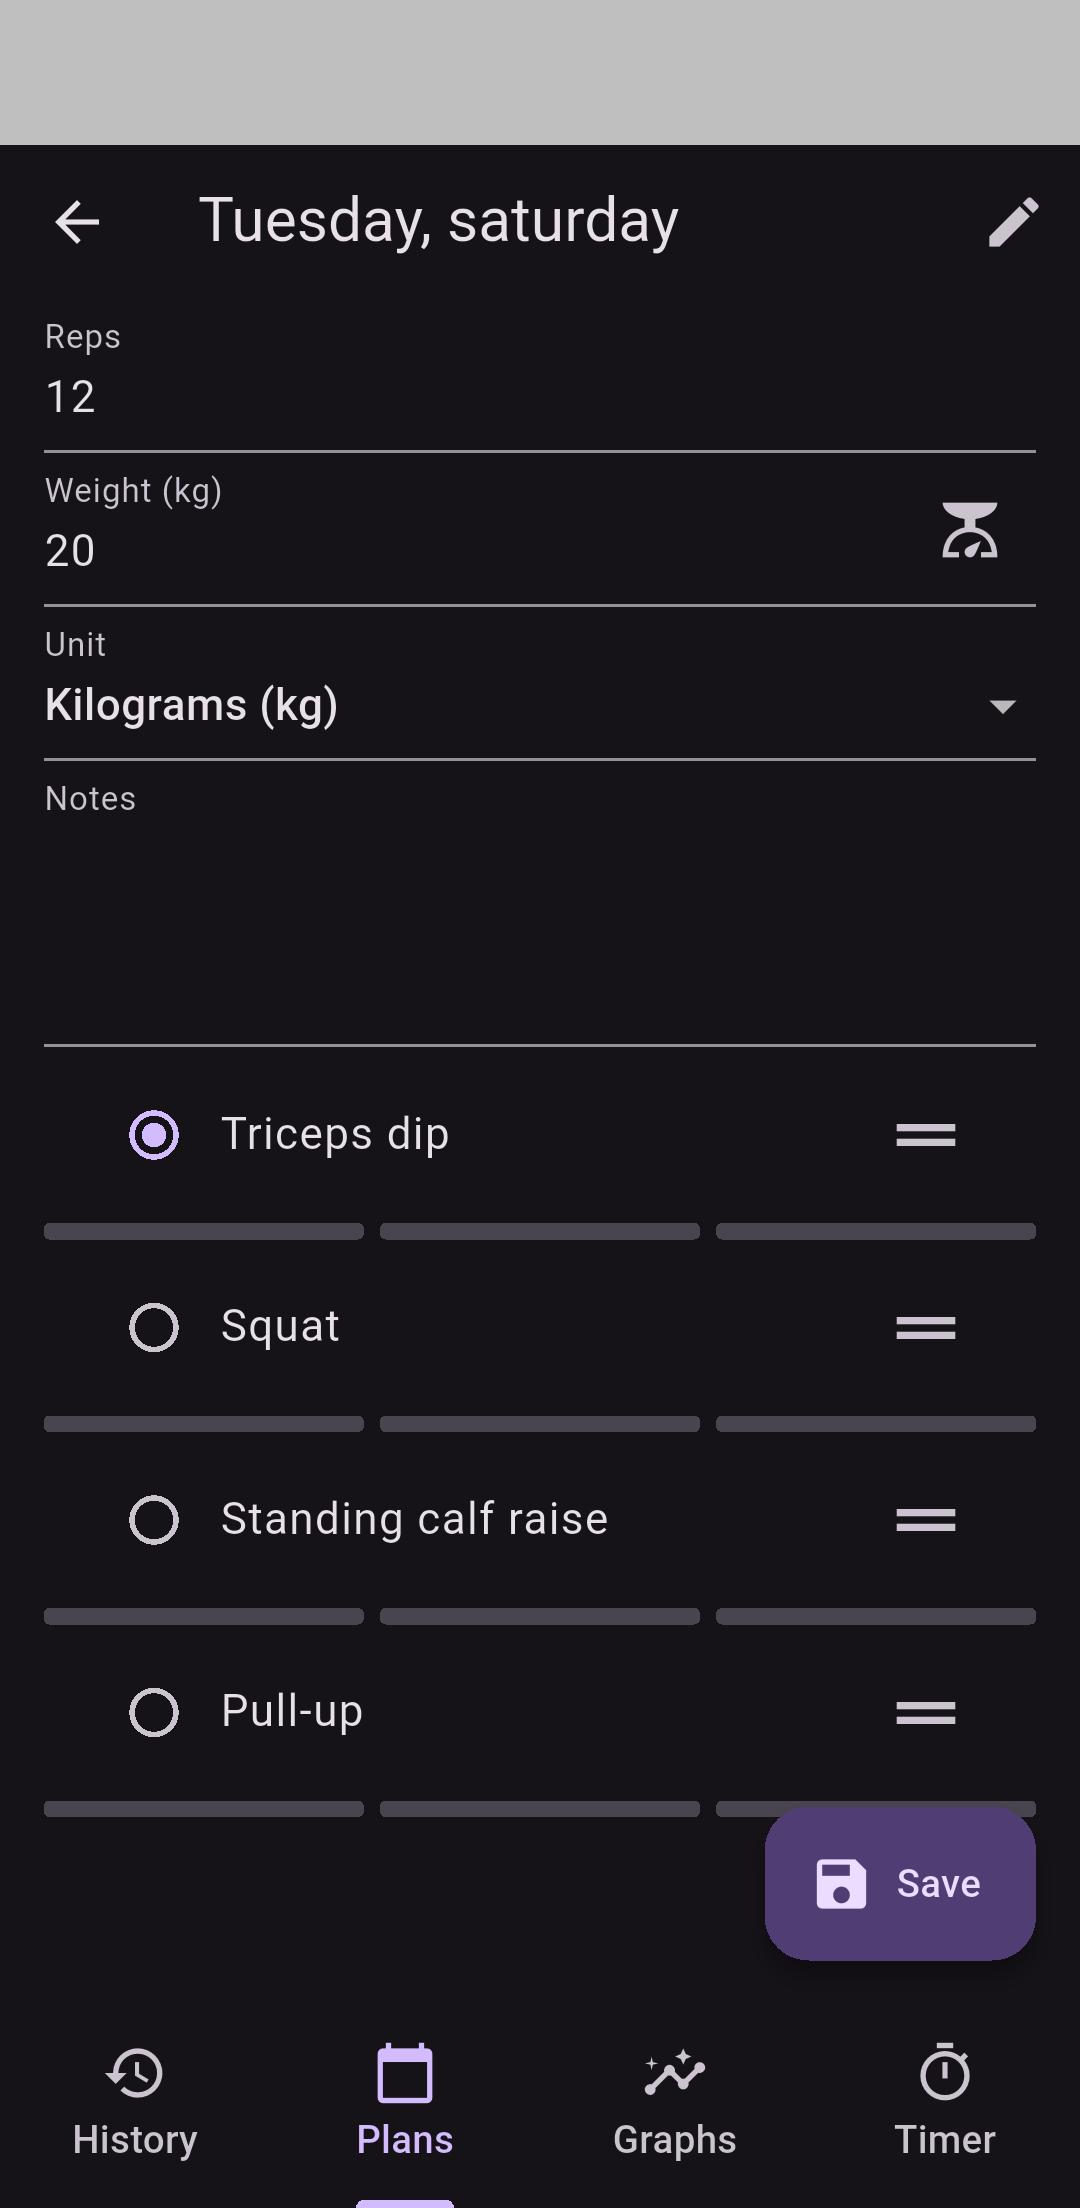 Tuesday, saturday
Reps
12
Weight (kg)
20
Unit
Kilograms (kg)
Notes
Triceps dip
Squat
Standing calf raise
Pull-up
Save
History Plans Graphs Timer